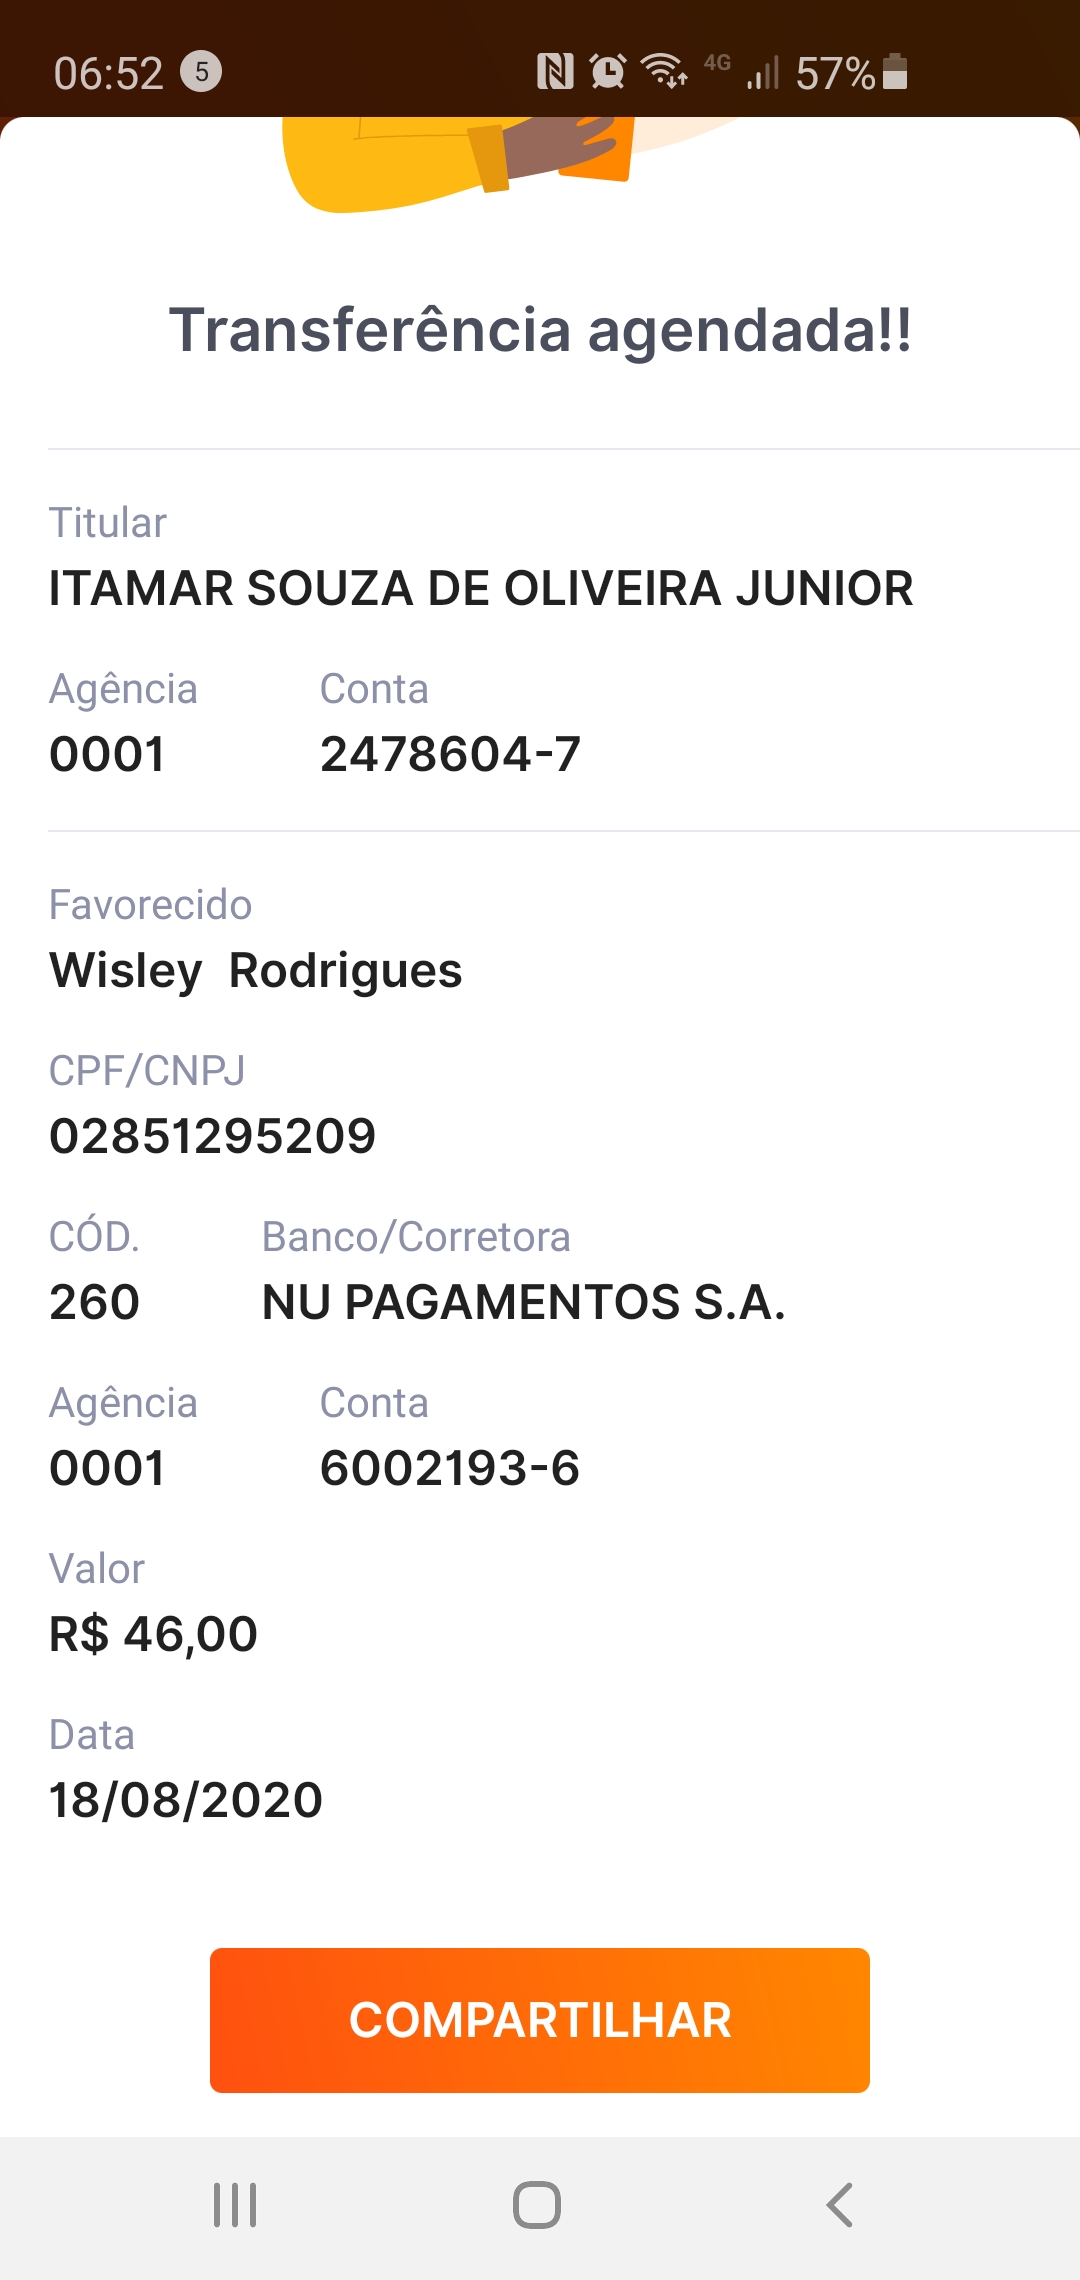 06:52 5 4G 57%
Transferência agendada!!
Titular
ITAMAR SOUZA DE OLIVEIRA JUNIOR
Agência Conta
0001 2478604-7
Favorecido
Wisley  Rodrigues
CPF/CNPJ
02851295209
CÓD. Banco/Corretora
260 NU PAGAMENTOS S.A.
Agência Conta
0001 6002193-6
Valor
R$ 46,00
Data
18/08/2020
COMPARTILHAR